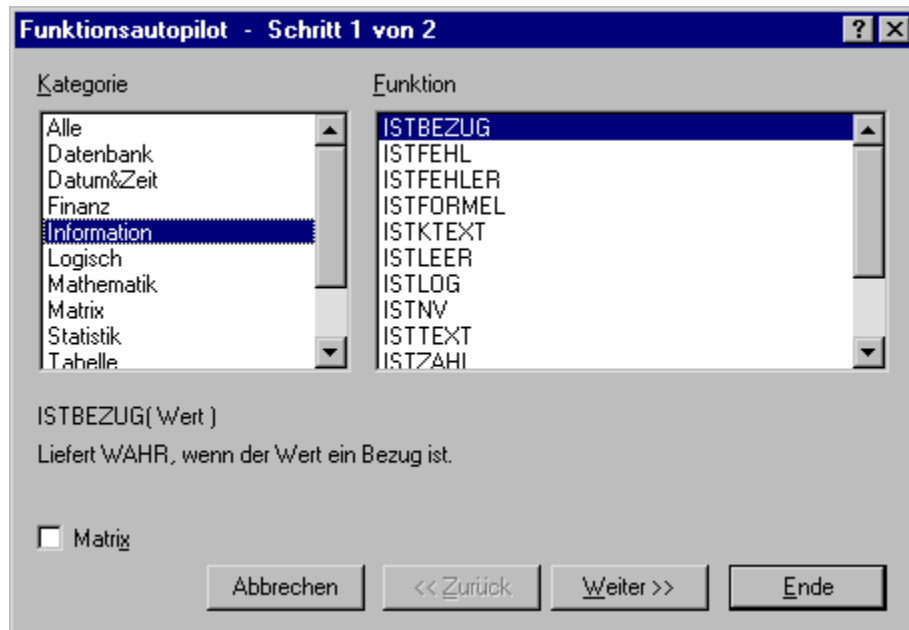 Funktionsautopilot - Schritt 1 von 2
Kategorie
Funktion
Alle
Datenbank
Datum&Zeit
Finanz
Information
Logisch
Mathematik
Matrix
Statistik
Tabelle
ISTBEZUG
ISTFEHL
ISTFEHLER
ISTFORMEL
ISTKTEXT
ISTLEER
ISTLOG
ISTNV
ISTTEXT
ISTZAHL
ISTBEZUG( Wert )
Liefert WAHR, wenn der Wert ein Bezug ist.
Matrix
Abbrechen
<< Zurück
Weiter >>
Ende